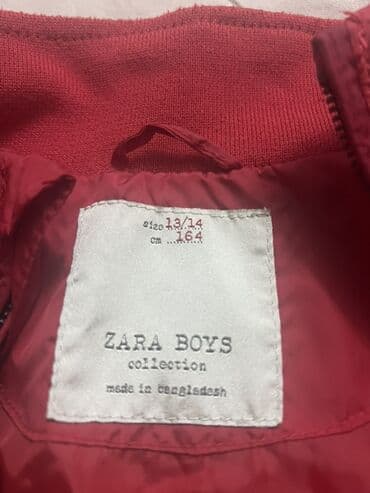 size 13/14
cm 164
ZARA BOYS
collection
made in bangladesh